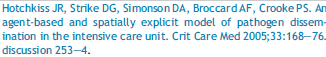 Hotchkiss JR, Strike DG, Simonson DA, Broccard AF, Crooke PS. An
agent-based and spatially explicit model of pathogen dissem-
ination in the intensive care unit. Crit Care Med 2005;33:168–76.
discussion 253–4.